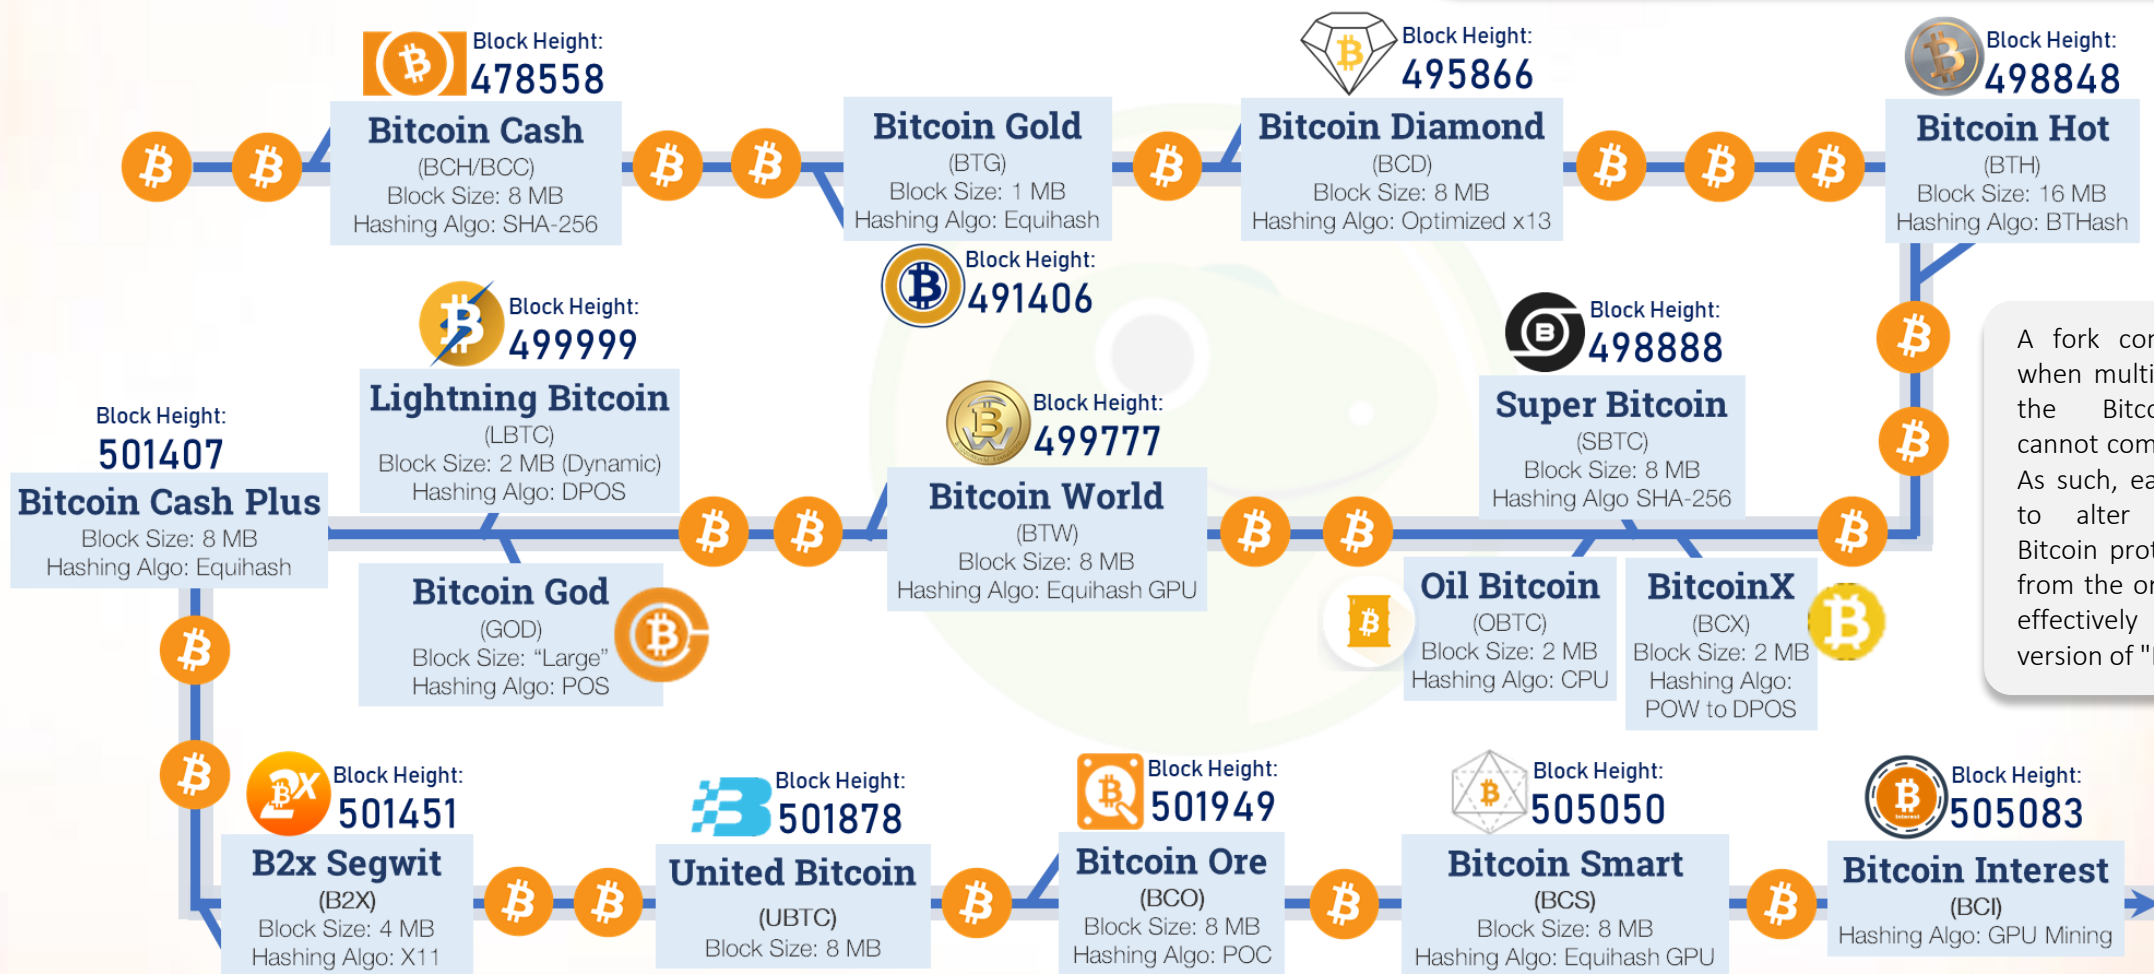 Block Height:
478558
Bitcoin Cash
(BCH/BCC)
Block Size: 8 MB
Hashing Algo: SHA-256
Bitcoin Gold
(BTG)
Block Size: 1 MB
Hashing Algo: Equihash
Block Height:
491406
Block Height:
495866
Bitcoin Diamond
(BCD)
Block Size: 8 MB
Hashing Algo: Optimized x13
Block Height:
498848
Bitcoin Hot
(BTH)
Block Size: 16 MB
Hashing Algo: BTHash
A fork
when
the
cannot
As such,
to alter
Bitcoin
from the
effectively
version of
Block Height:
498888
Super Bitcoin
(SBTC)
Block Size: 8 MB
Hashing Algo SHA-256
Oil Bitcoin
(OBTC)
Block Size: 2 MB
Hashing Algo: CPU
BitcoinX
(BCX)
Block Size: 2 MB
Hashing Algo:
POW to DPOS
Block Height:
499777
Bitcoin World
(BTW)
Block Size: 8 MB
Hashing Algo: Equihash GPU
Block Height:
499999
Lightning Bitcoin
(LBTC)
Block Size: 2 MB (Dynamic)
Hashing Algo: DPOS
Bitcoin God
(GOD)
Block Size: “Large”
Hashing Algo: POS
Block Height:
501407
Bitcoin Cash Plus
Block Size: 8 MB
Hashing Algo: Equihash
2X
Block Height:
501451
B2x Segwit
(B2X)
Block Size: 4 MB
Hashing Algo: X11
Block Height:
501878
United Bitcoin
(UBTC)
Block Size: 8 MB
Block Height:
501949
Bitcoin Ore
(BCO)
Block Size: 8 MB
Hashing Algo: POC
Block Height:
505050
Bitcoin Smart
(BCS)
Block Size: 8 MB
Hashing Algo: Equihash GPU
Interest
Block Height:
505083
Bitcoin Interest
(BCI)
Hashing Algo: GPU Mining